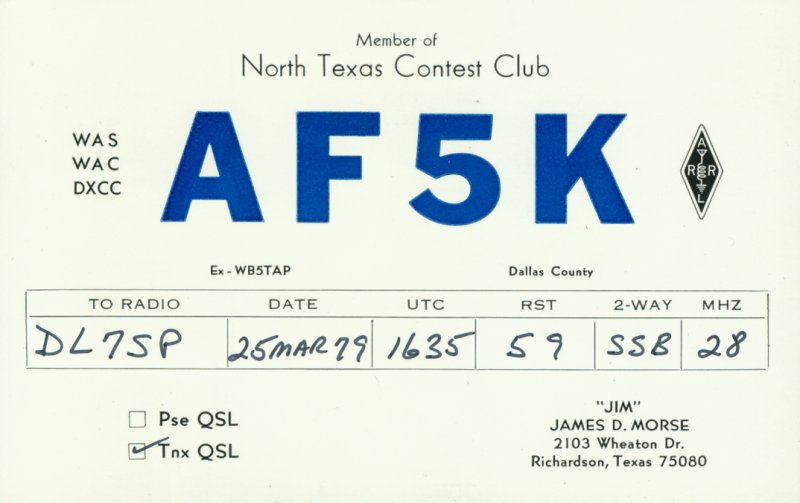 Member of
North Texas Contest Club
WAS
WAC
DXCC
AF5K
ARRL
Ex-WB5TAP Dallas County
TO RADIO DATE UTC RST 2-WAY MHZ
DL7SP 25MAR79 1635 59 SSB 28
Pse QSL
Tnx QSL
"JIM"
JAMES D. MORSE
2103 Wheaton Dr.
Richardson, Texas 75080